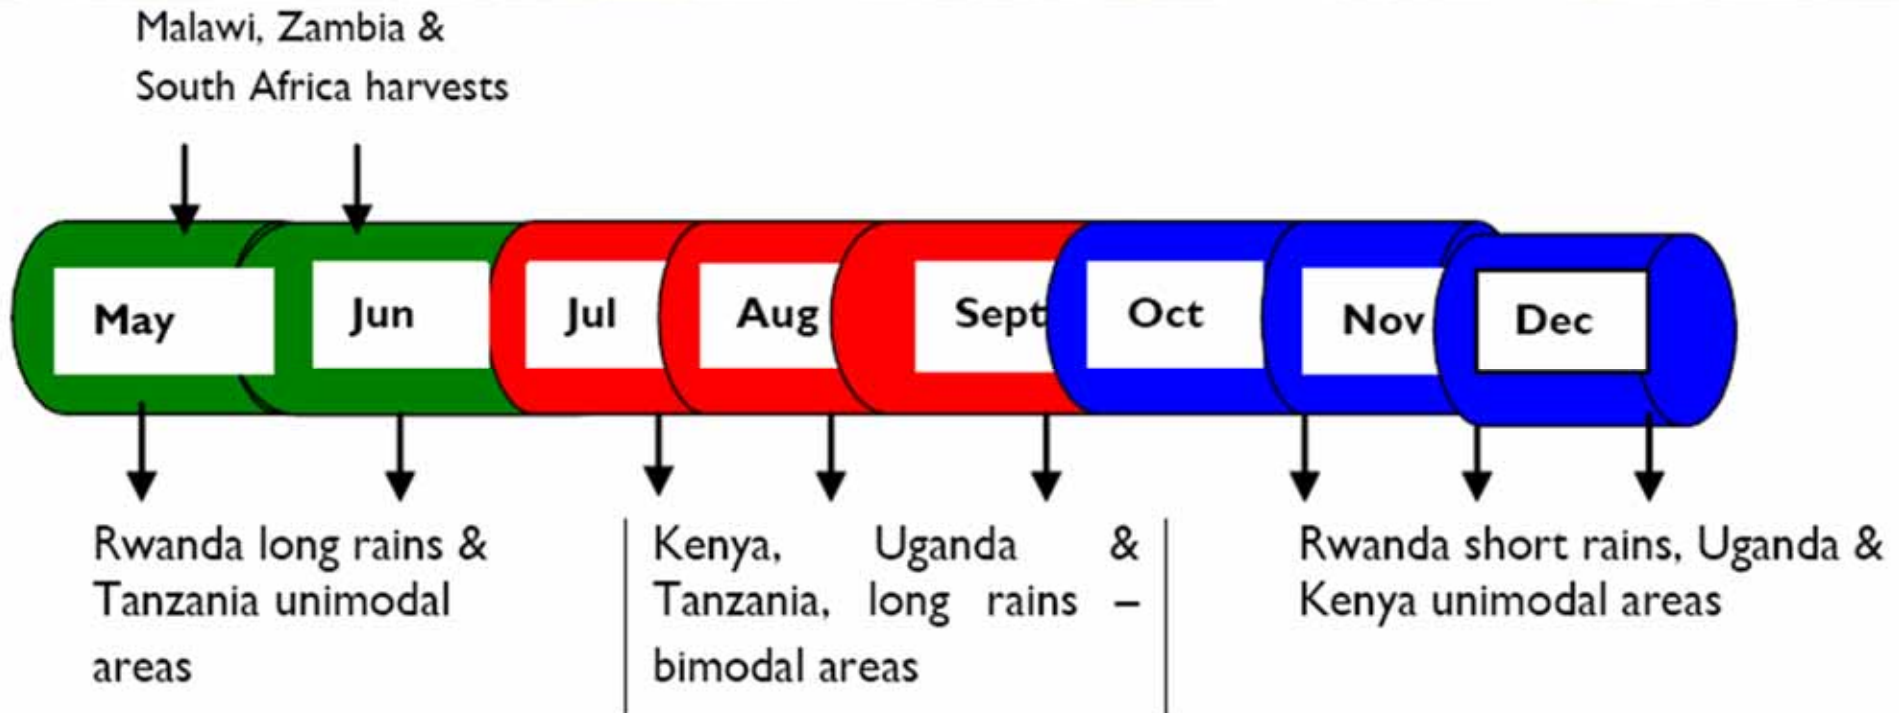 Malawi, Zambia &
South Africa harvests
May
Jun
Jul
Aug
Sept
Oct
Nov
Dec
Rwanda long rains &
Tanzania unimodal
areas
Kenya, Uganda &
Tanzania, long rains –
bimodal areas
Rwanda short rains, Uganda &
Kenya unimodal areas